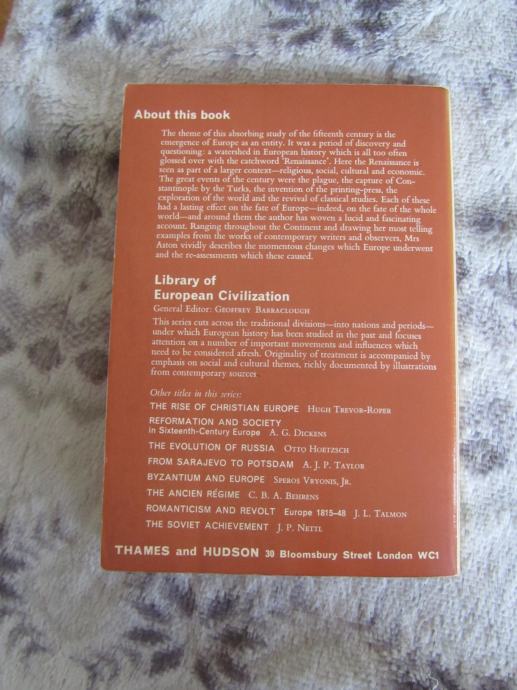 About this book
The theme of this absorbing study of the fifteenth century is the
emergence of Europe as an entity. It was a period of discovery and
questioning: a watershed in European history which is all too often
glossed over with the catchword 'Renaissance'. Here the Renaissance is
seen as part of a larger context—religious, social, cultural and economic.
The great events of the century were the plague, the capture of Con-
stantinople by the Turks, the invention of the printing-press, the
exploration of the world and the revival of classical studies. Each of these
had a lasting effect on the fate of Europe—indeed, on the fate of the whole
world—and around them the author has woven a lucid and fascinating
account. Ranging throughout the Continent and drawing her most telling
examples from the works of contemporary writers and observers, Mrs
Aston vividly describes the momentous changes which Europe underwent
and the re-assessments which these caused.
Library of
European Civilization
General Editor: GEOFFREY BARRACLOUGH
This series cuts across the traditional divisions—into nations and periods—
under which European history has been studied in the past and focuses
attention on a number of important movements and influences which
need to be considered afresh. Originality of treatment is accompanied by
emphasis on social and cultural themes, richly documented by illustrations
from contemporary sources.
Other titles in this series:
THE RISE OF CHRISTIAN EUROPE HUGH TREVOR-ROPER
REFORMATION AND SOCIETY
in Sixteenth-Century Europe A. G. DICKENS
THE EVOLUTION OF RUSSIA OTTO HOETZSCH
FROM SARAJEVO TO POTSDAM A. J. P. TAYLOR
BYZANTIUM AND EUROPE SPEROS VRYONIS, JR.
THE ANCIEN RÉGIME C. B. A. BEHRENS
ROMANTICISM AND REVOLT Europe 1815–48 J. L. TALMON
THE SOVIET ACHIEVEMENT J. P. NETTL
THAMES and HUDSON 30 Bloomsbury Street London WC1